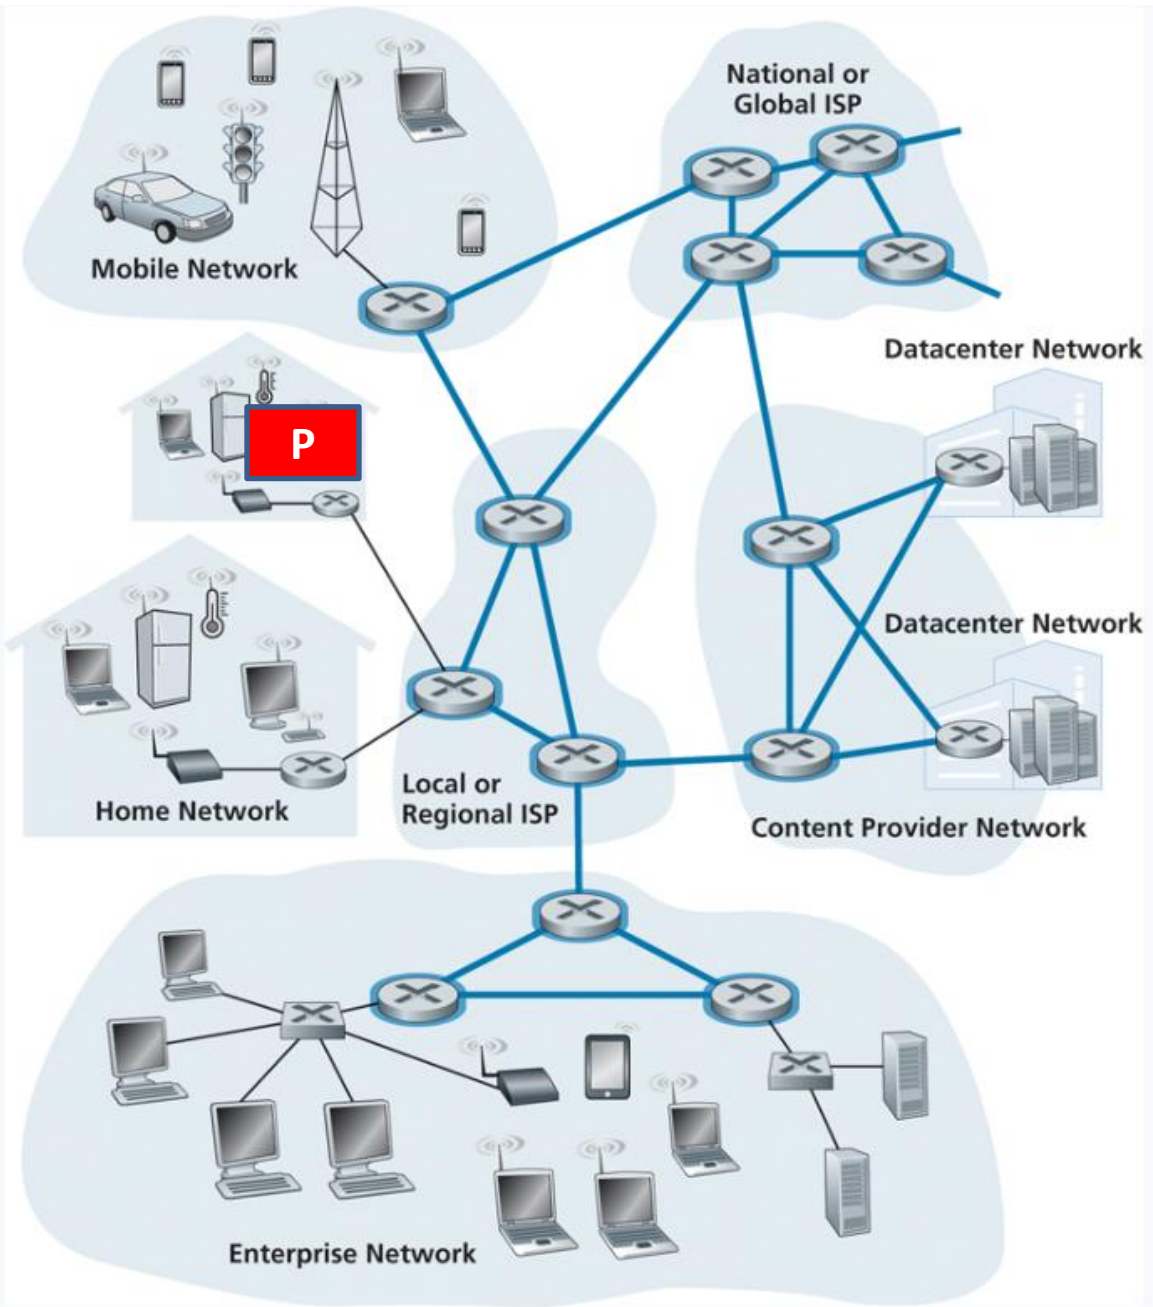 National or
Global ISP
Mobile Network
Datacenter Network
P
Datacenter Network
Local or
Regional ISP
Home Network
Content Provider Network
Enterprise Network